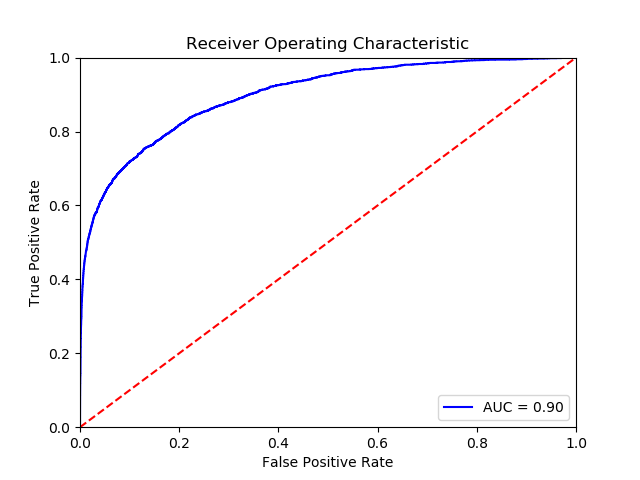 Receiver Operating Characteristic
1.0
0.8
0.6
0.4
0.2
0.0
True Positive Rate
AUC = 0.90
0.0 0.2 0.4 0.6 0.8 1.0
False Positive Rate